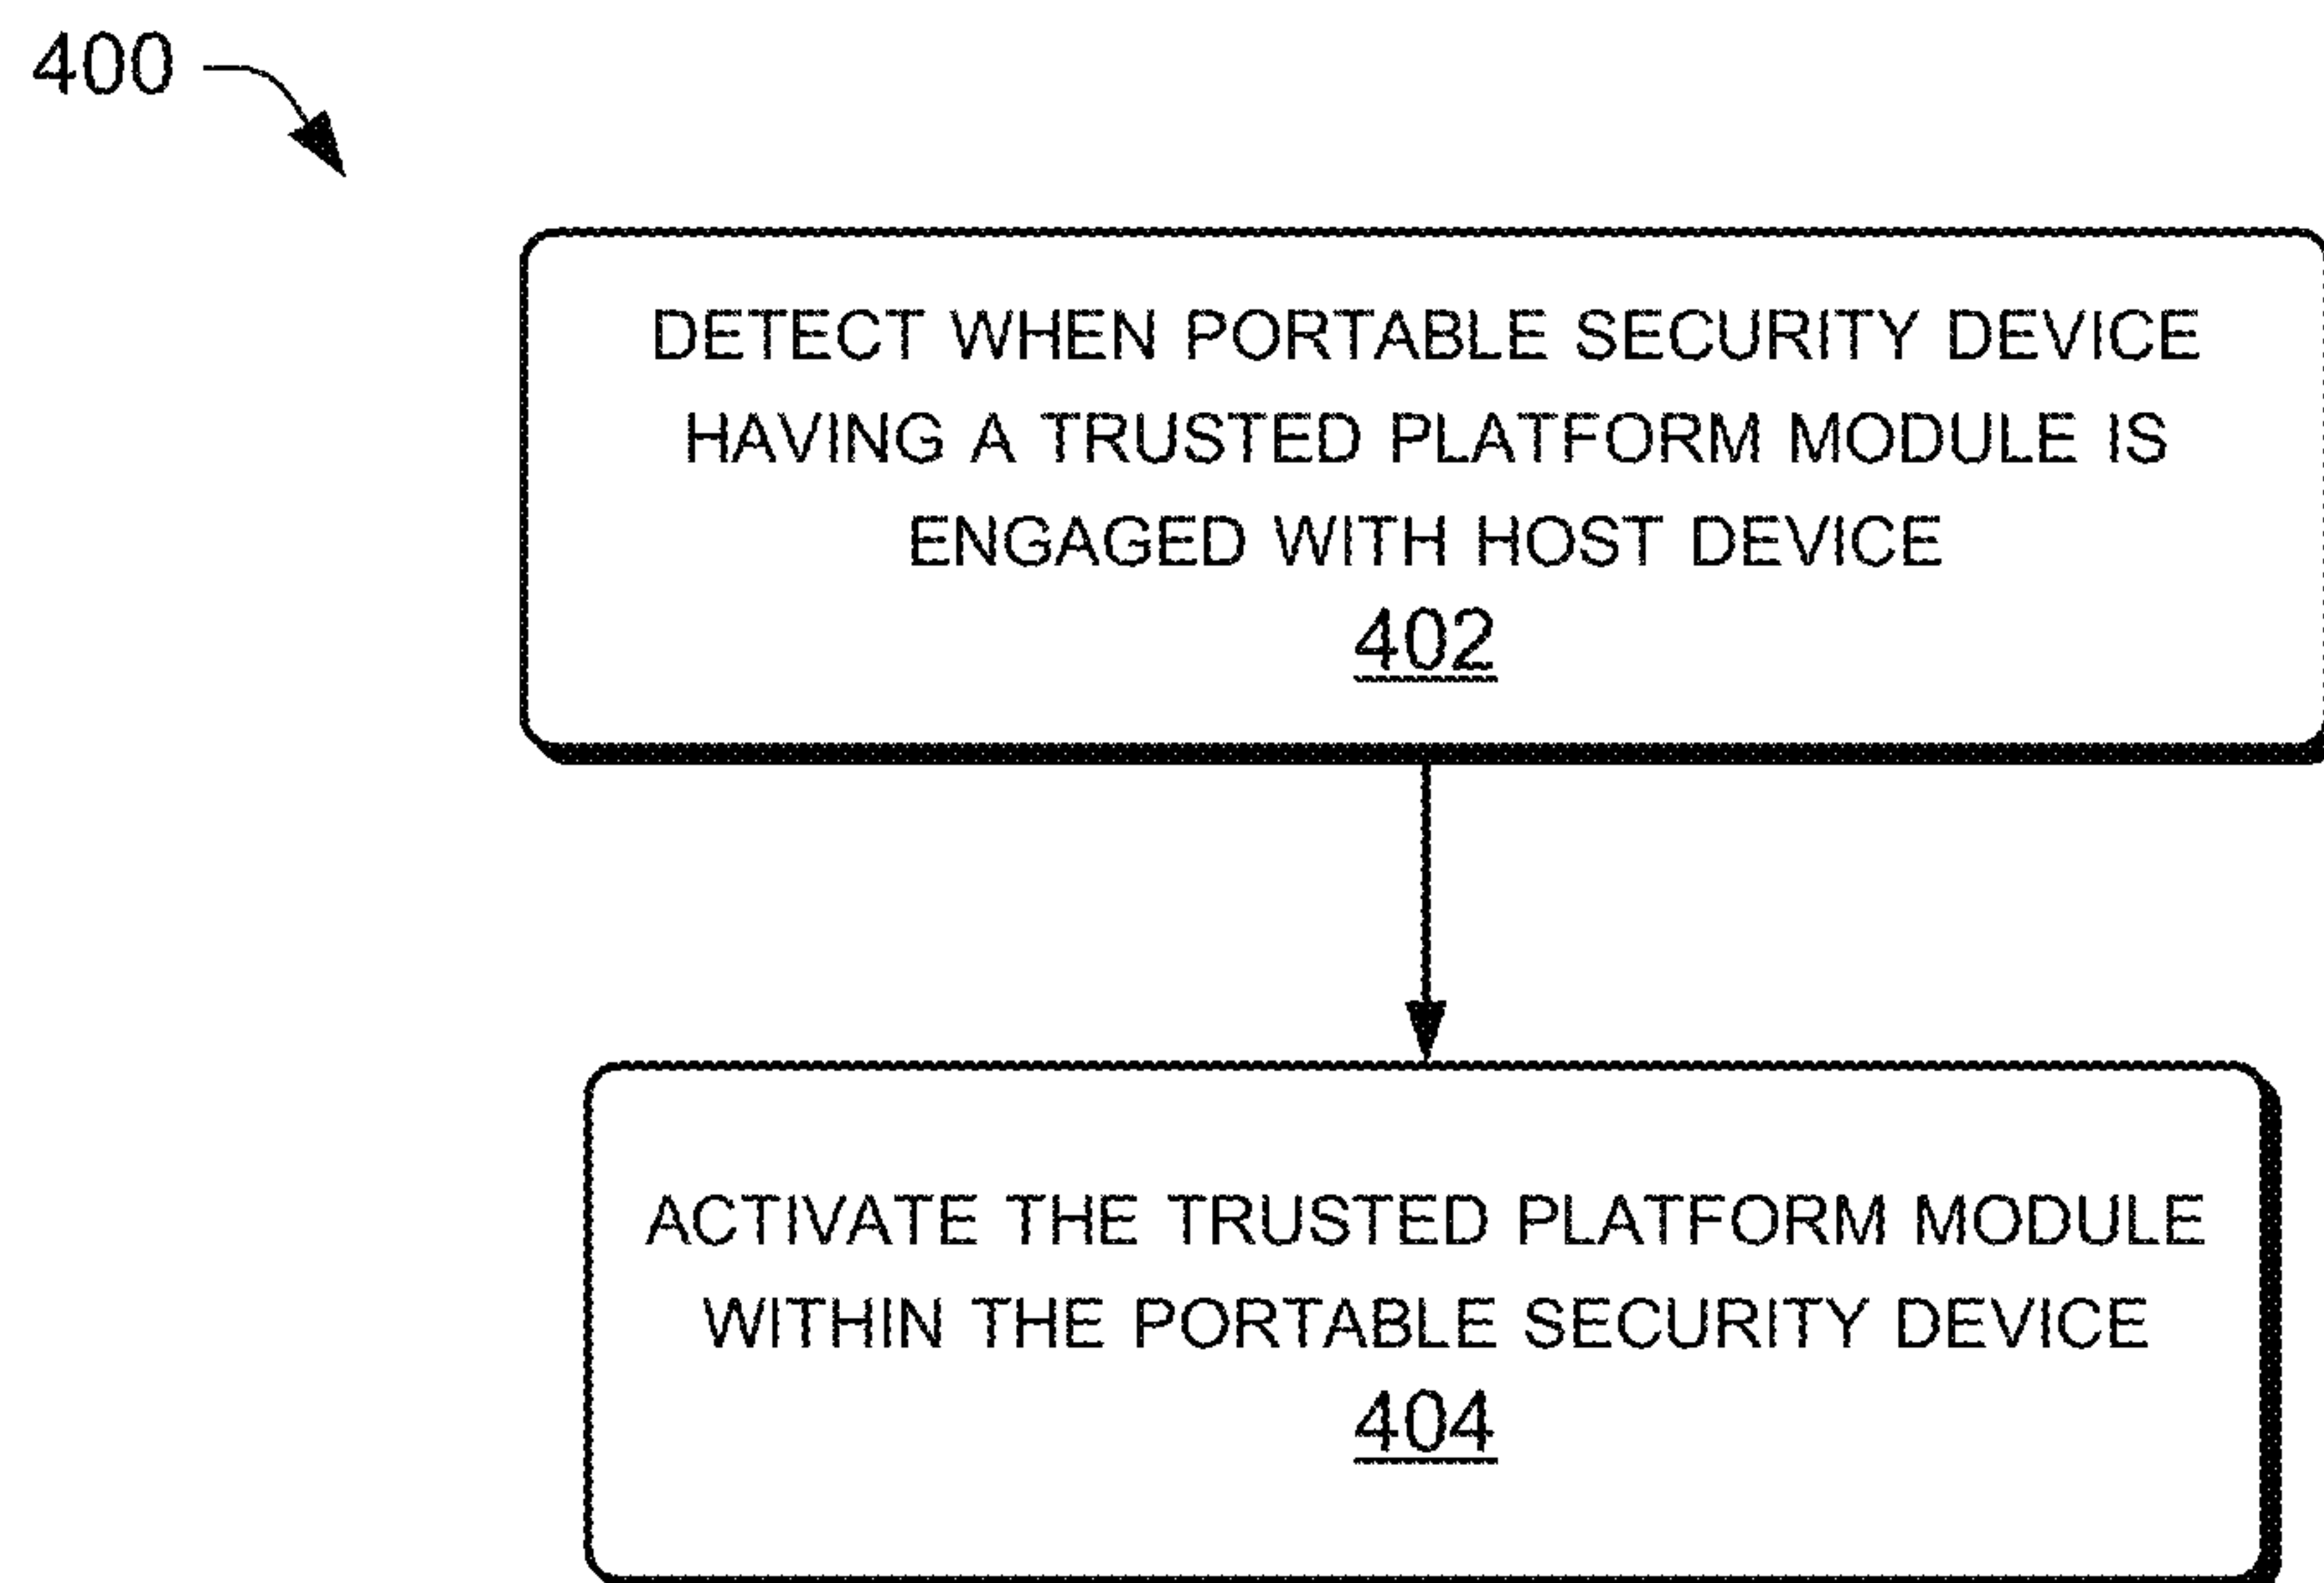 400
DETECT WHEN PORTABLE SECURITY DEVICE
HAVING A TRUSTED PLATFORM MODULE IS
ENGAGED WITH HOST DEVICE
402
ACTIVATE THE TRUSTED PLATFORM MODULE
WITHIN THE PORTABLE SECURITY DEVICE
404